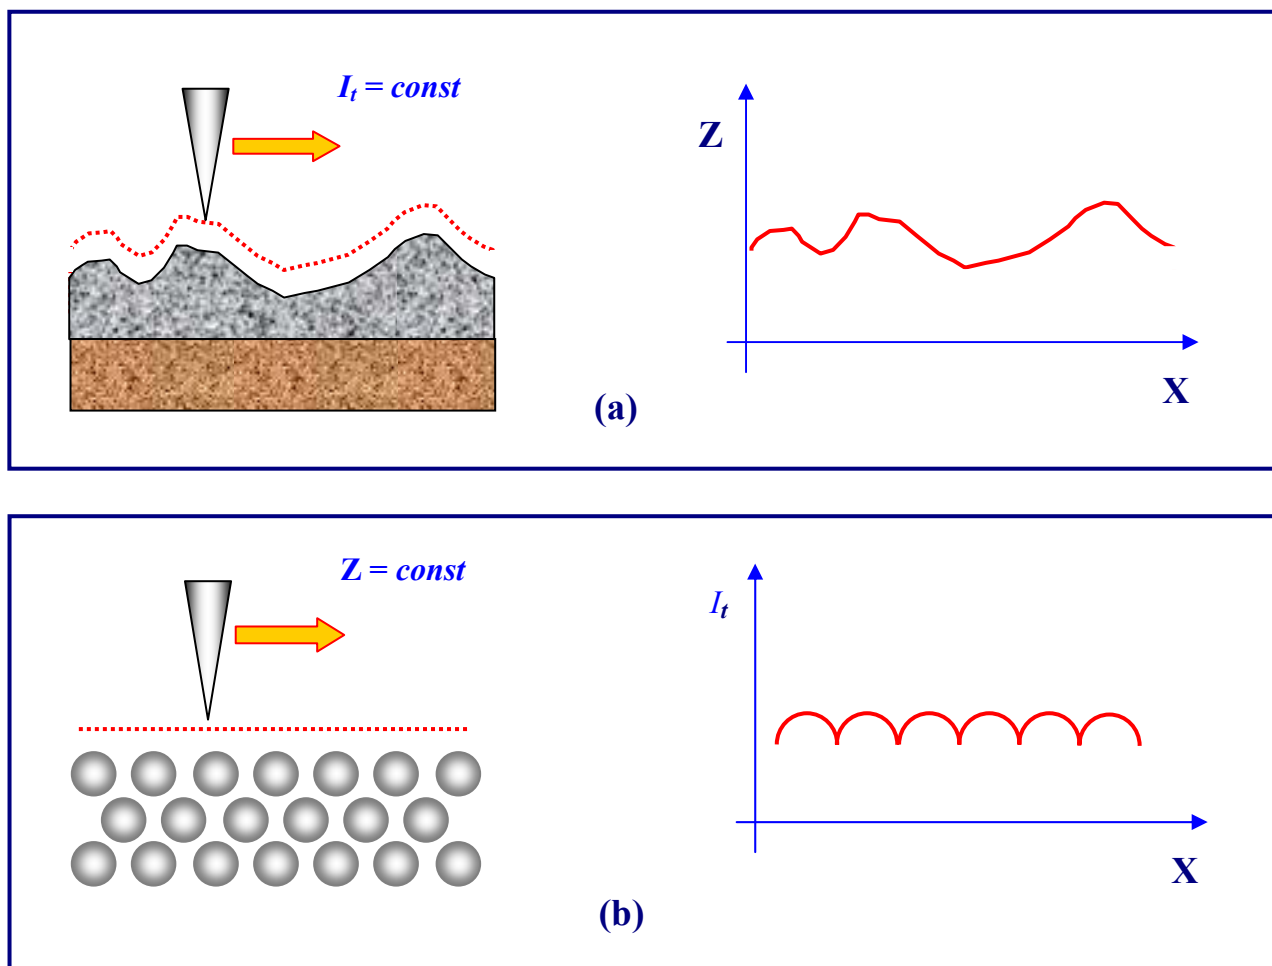 I_t = const
Z
X
(a)
Z = const
I_t
X
(b)